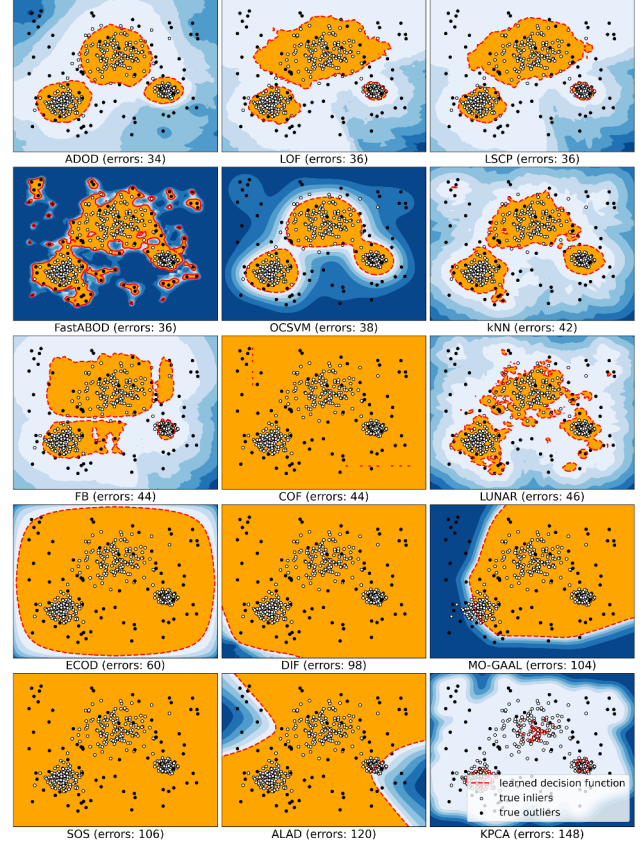 ADOD (errors: 34)
LOF (errors: 36)
LSCP (errors: 36)
FastABOD (errors: 36)
OCSVM (errors: 38)
kNN (errors: 42)
FB (errors: 44)
COF (errors: 44)
LUNAR (errors: 46)
ECOD (errors: 60)
DIF (errors: 98)
MO-GAAL (errors: 104)
learned decision function
true inliers
true outliers
SOS (errors: 106)
ALAD (errors: 120)
KPCA (errors: 148)